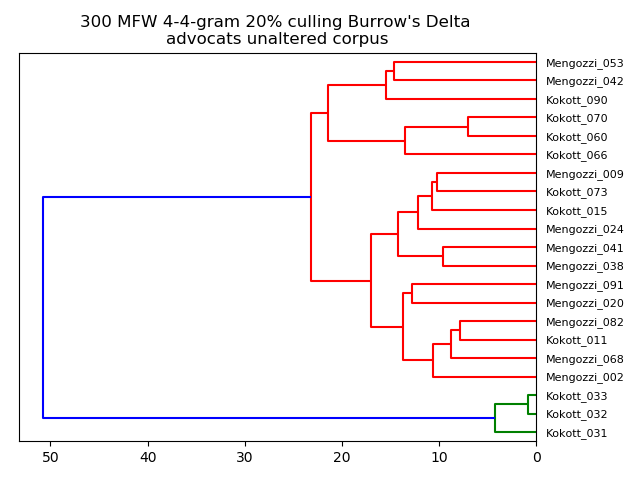 300 MFW 4-4-gram 20% culling Burrow's Delta
advocats unaltered corpus
Mengozzi_053
Mengozzi_042
Kokott_090
Kokott_070
Kokott_060
Kokott_066
Mengozzi_009
Kokott_073
Kokott_015
Mengozzi_024
Mengozzi_041
Mengozzi_038
Mengozzi_091
Mengozzi_020
Mengozzi_082
Kokott_011
Mengozzi_068
Mengozzi_002
Kokott_033
Kokott_032
Kokott_031
50 40 30 20 10 0